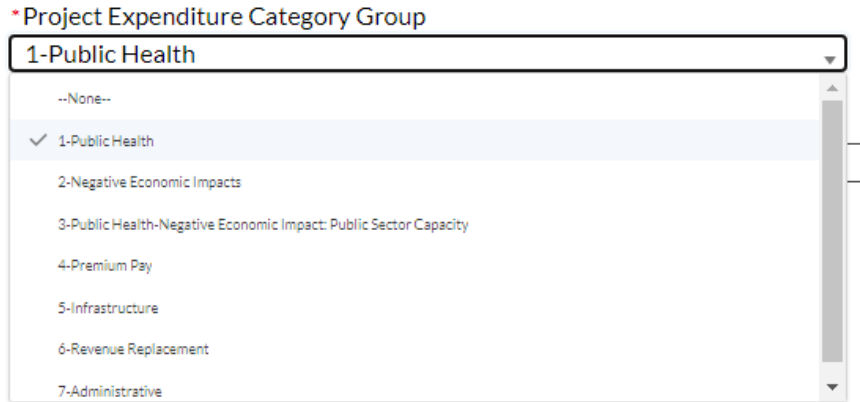 *Project Expenditure Category Group
1-Public Health
--None--
1-Public Health
2-Negative Economic Impacts
3-Public Health-Negative Economic Impact: Public Sector Capacity
4-Premium Pay
5-Infrastructure
6-Revenue Replacement
7-Administrative